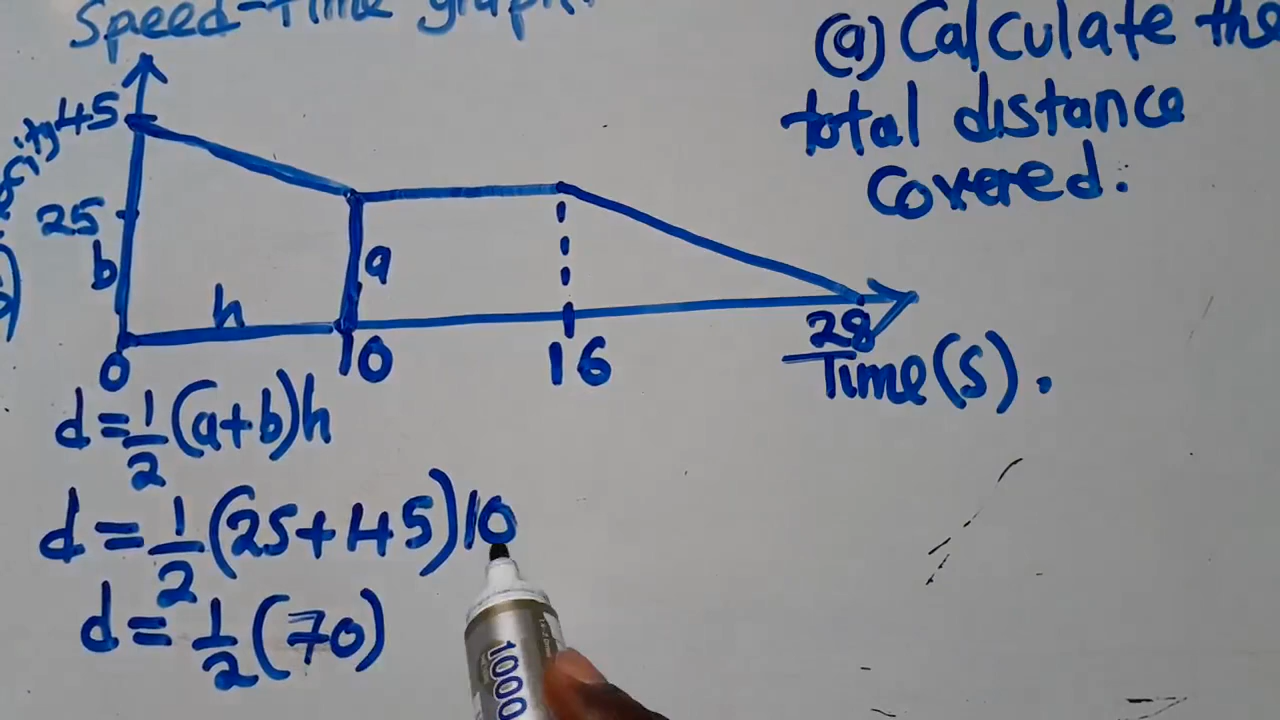 Speed-Time graph.
(a) Calculate the
total distance
covered.
45
25
b
h
a
0
10
16
28
Time(s).
d=1/2(a+b)h
d=1/2(25+45)10
d=1/2(70)
1000